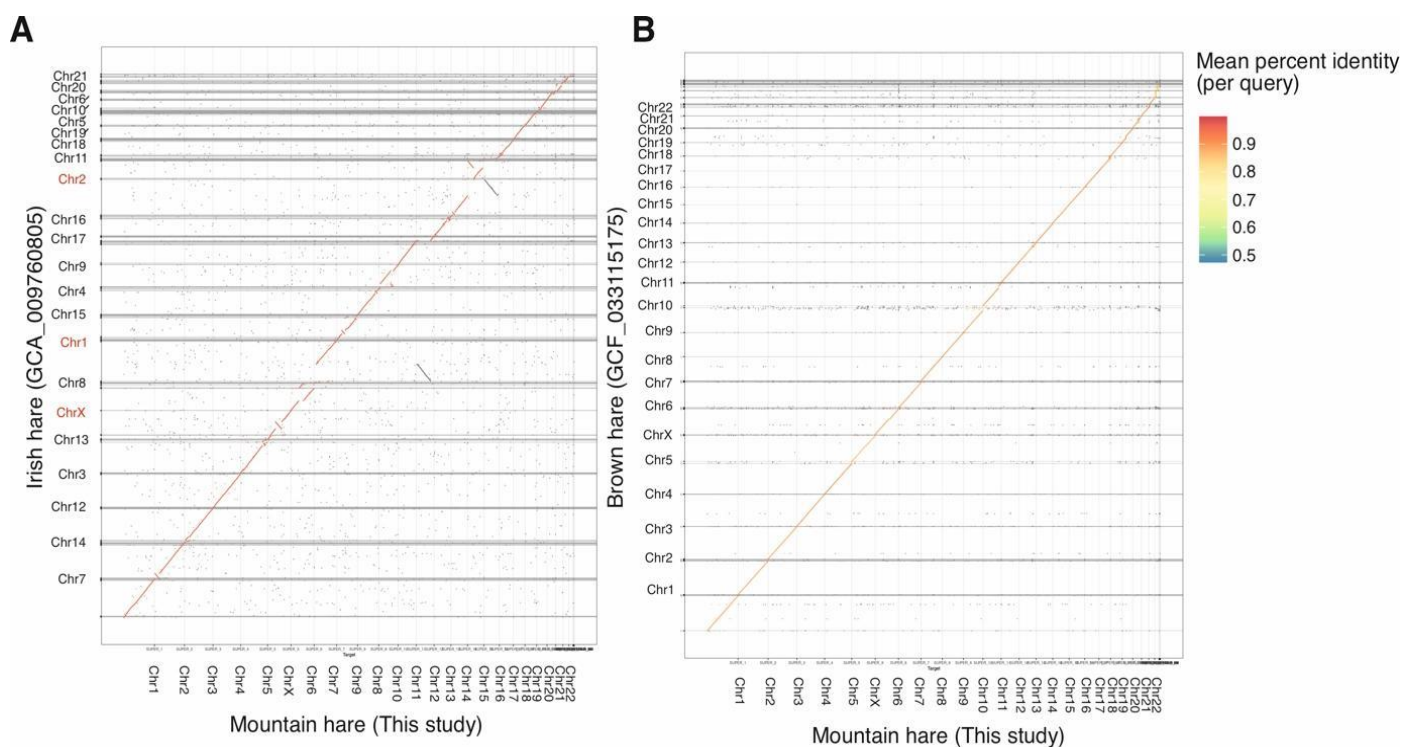 A
Chr21
Chr20
Chr6
Chr10
Chr5
Chr19
Chr18
Chr11
Chr2
Chr16
Chr17
Chr9
Chr4
Chr15
Chr1
Chr8
ChrX
Chr13
Chr3
Chr12
Chr14
Chr7
Irish hare (GCA_009760805)
Target
Chr1 Chr2 Chr3 Chr4 Chr5 ChrX Chr6 Chr7 Chr9 Chr8 Chr10 Chr11 Chr12 Chr13 Chr14 Chr15 Chr16 Chr17 Chr18 Chr19 Chr20 Chr21 Chr22
Mountain hare (This study)
B
Chr22
Chr21
Chr20
Chr19
Chr18
Chr17
Chr16
Chr15
Chr14
Chr13
Chr12
Chr11
Chr10
Chr9
Chr8
Chr7
Chr6
ChrX
Chr5
Chr4
Chr3
Chr2
Chr1
Brown hare (GCF_033115175)
Target
Chr1 Chr2 Chr3 Chr4 Chr5 ChrX Chr6 Chr7 Chr8 Chr9 Chr10 Chr11 Chr12 Chr13 Chr14 Chr15 Chr16 Chr17 Chr18 Chr19 Chr20 Chr21 Chr22
Mountain hare (This study)
Mean percent identity
(per query)
0.9
0.8
0.7
0.6
0.5